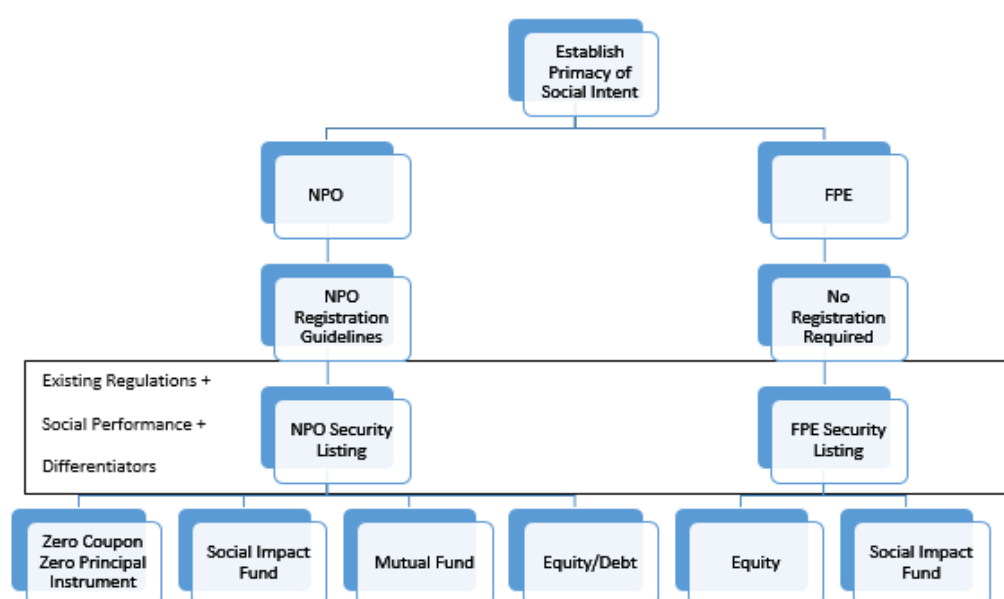 Establish
Primacy of
Social Intent
NPO
FPE
NPO
Registration
Guidelines
No
Registration
Required
Existing Regulations +
Social Performance +
Differentiators
NPO Security
Listing
FPE Security
Listing
Zero Coupon
Zero Principal
Instrument
Social Impact
Fund
Mutual Fund
Equity/Debt
Equity
Social Impact
Fund